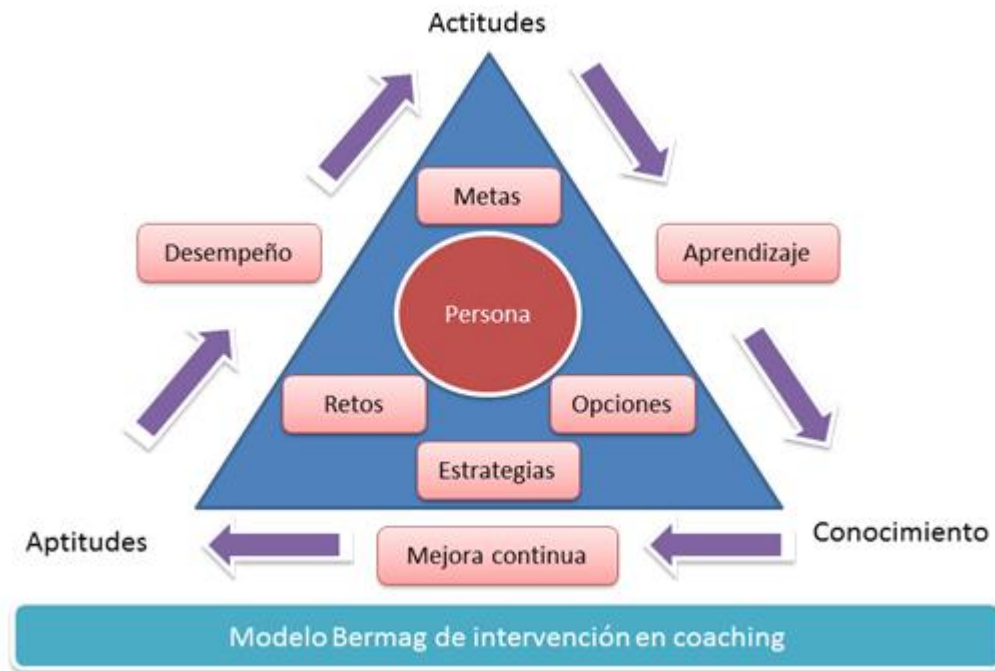 Actitudes
Metas
Desempeño
Aprendizaje
Persona
Retos
Opciones
Estrategias
Aptitudes
Mejora continua
Conocimiento
Modelo Bermag de intervención en coaching